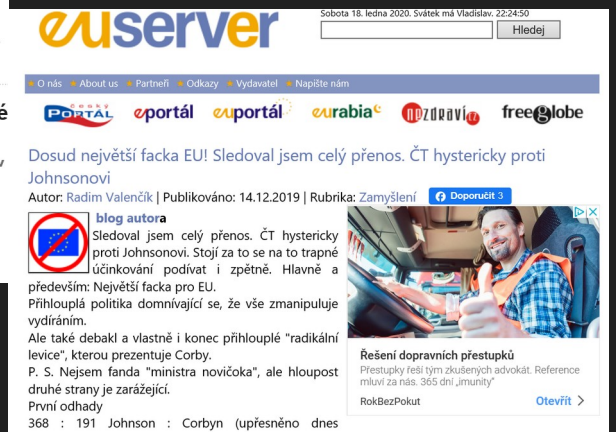 euserver
Sobota 18. ledna 2020. Svátek má Vladislav. 22:24:50
Hledej
O nás About us Partneři Odkazy Vydavatel Napište nám
český PORTÁL eportál euportál eurabia npzdraví.cz freeglobe
é
,
Dosud největší facka EU! Sledoval jsem celý přenos. ČT hystericky proti
Johnsonovi
Autor: Radim Valenčík | Publikováno: 14.12.2019 | Rubrika: Zamyšlení Doporučit 3
blog autora
Sledoval jsem celý přenos. ČT hystericky
proti Johnsonovi. Stojí za to se na to trapné
účinkování podívat i zpětně. Hlavně a
především: Největší facka pro EU.
Přihlouplá politika domnívající se, že vše zmanipuluje
vydíráním.
Ale také debakl a vlastně i konec přihlouplé "radikální
levice", kterou prezentuje Corby.
P. S. Nejsem fanda "ministra novičoka", ale hloupost
druhé strany je zarážející.
První odhady
368 : 191 Johnson : Corbyn (upřesněno dnes
Řešení dopravních přestupků
Přestupky řeší tým zkušených advokát. Reference
mluví za nás. 365 dní „imunity"
RokBezPokut Otevřít